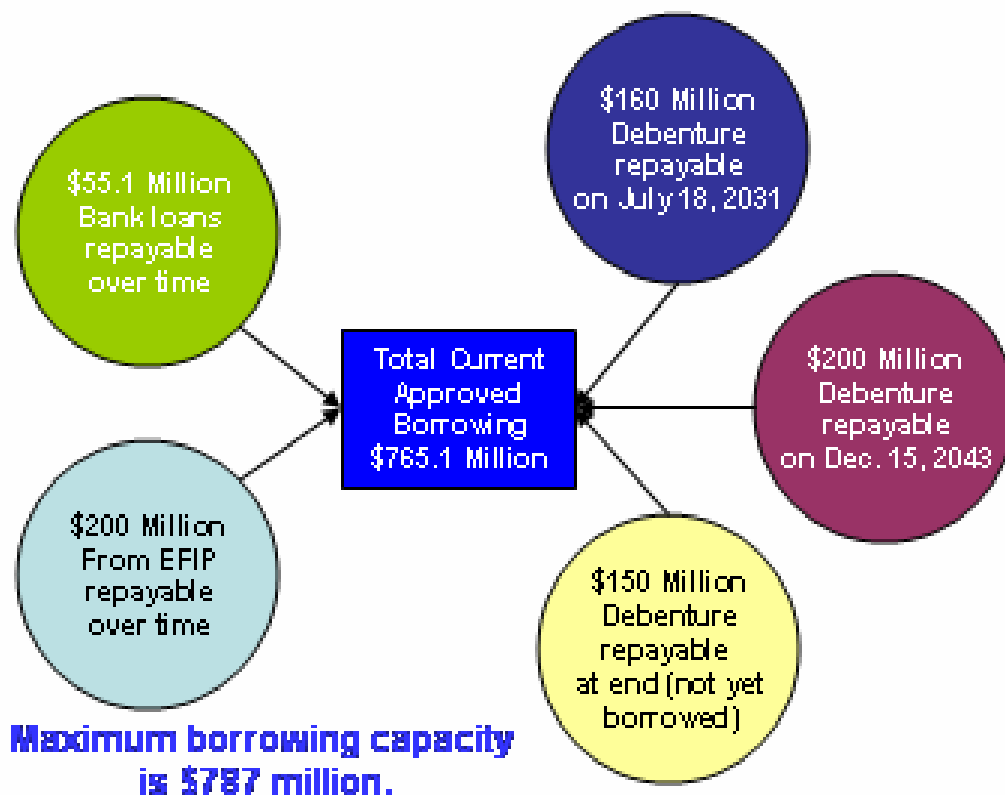 $160 Million
Debenture
repayable
on July 18, 2031
$55.1 Million
Bank loans
repayable
over time
Total Current
Approved
Borrowing
$765.1 Million
$200 Million
Debenture
repayable
on Dec. 15, 2043
$200 Million
From EFIP
repayable
over time
$150 Million
Debenture
repayable
at end (not yet
borrowed)
Maximum borrowing capacity
is $787 million.